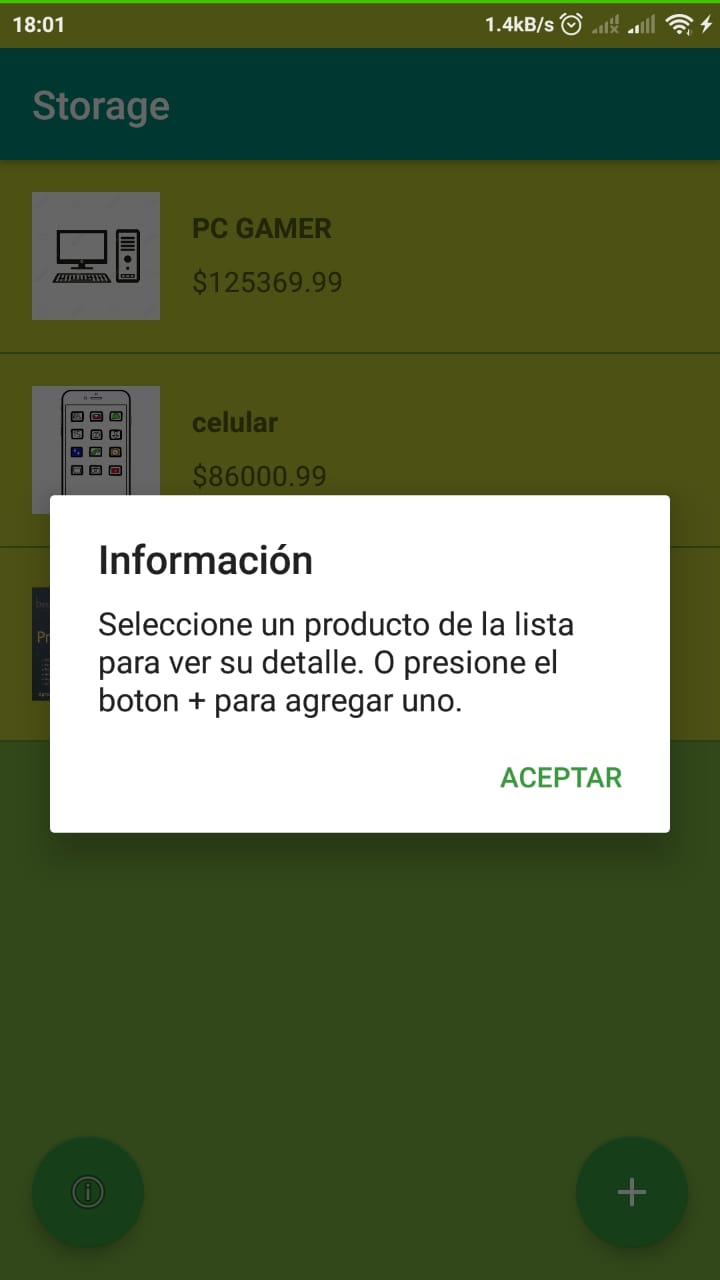 18:01
1.4kB/s
Storage
PC GAMER
$125369.99
celular
$86000.99
Información
Seleccione un producto de la lista
para ver su detalle. O presione el
boton + para agregar uno.
ACEPTAR